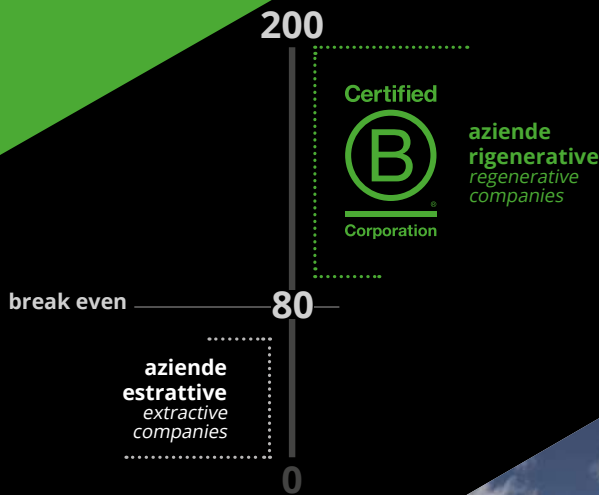 200
Certified
B
®
Corporation
aziende
rigenerative
regenerative
companies
break even
80
aziende
estrattive
extractive
companies
0